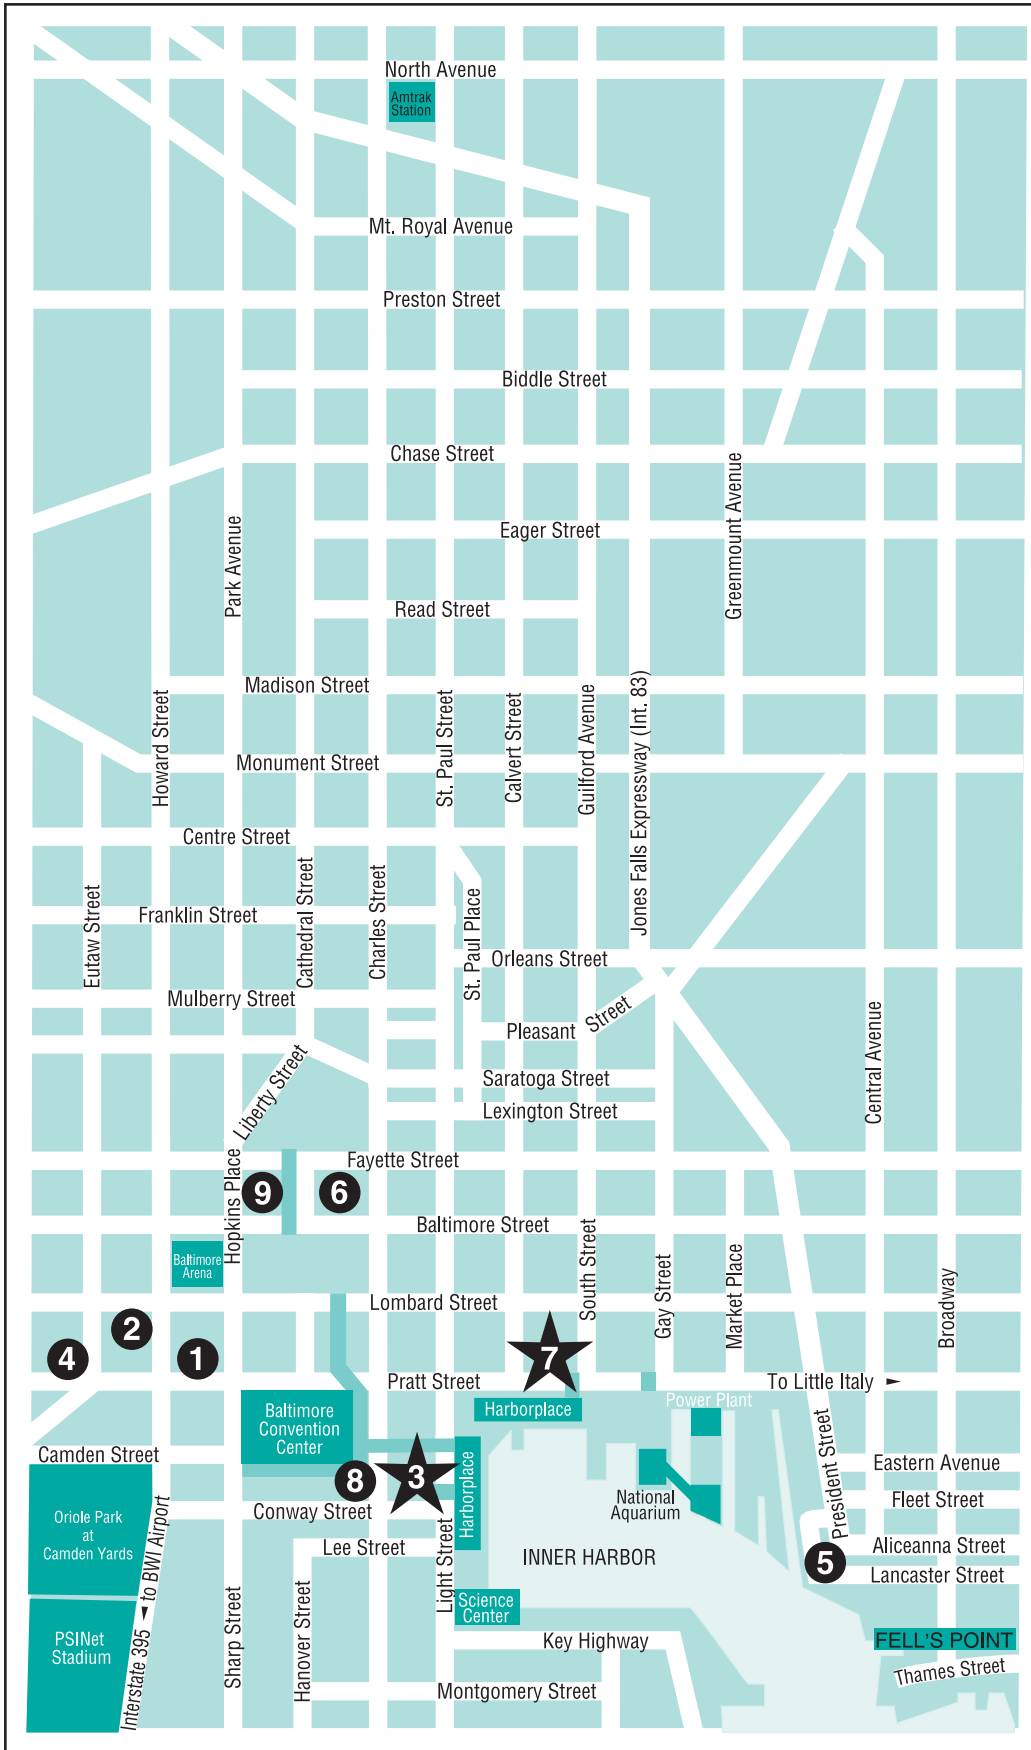 North Avenue
Amtrak
Station
Mt. Royal Avenue
Preston Street
Biddle Street
Chase Street
Greenmount Avenue
Park Avenue
Eager Street
Read Street
Madison Street
Howard Street
St. Paul Street
Calvert Street
Guilford Avenue
Jones Falls Expressway (Int. 83)
Monument Street
Centre Street
Eutaw Street
Cathedral Street
Charles Street
St. Paul Place
Franklin Street
Orleans Street
Mulberry Street
Pleasant Street
Central Avenue
Liberty Street
Saratoga Street
Lexington Street
Fayette Street
Hopkins Place
9
6
Baltimore Street
Baltimore
Arena
South Street
Gay Street
Market Place
Broadway
Lombard Street
2
4
1
7
Pratt Street
To Little Italy
Harborplace
Power Plant
Baltimore
Convention
Center
President Street
Camden Street
Harborplace
8
3
Eastern Avenue
National
Aquarium
Fleet Street
Conway Street
Oriole Park
at
Camden Yards
Interstate 395 to BWI Airport
Lee Street
Light Street
INNER HARBOR
Aliceanna Street
5
Lancaster Street
Science
Center
PSINet
Stadium
Sharp Street
Hanover Street
Key Highway
FELL'S POINT
Thames Street
Montgomery Street